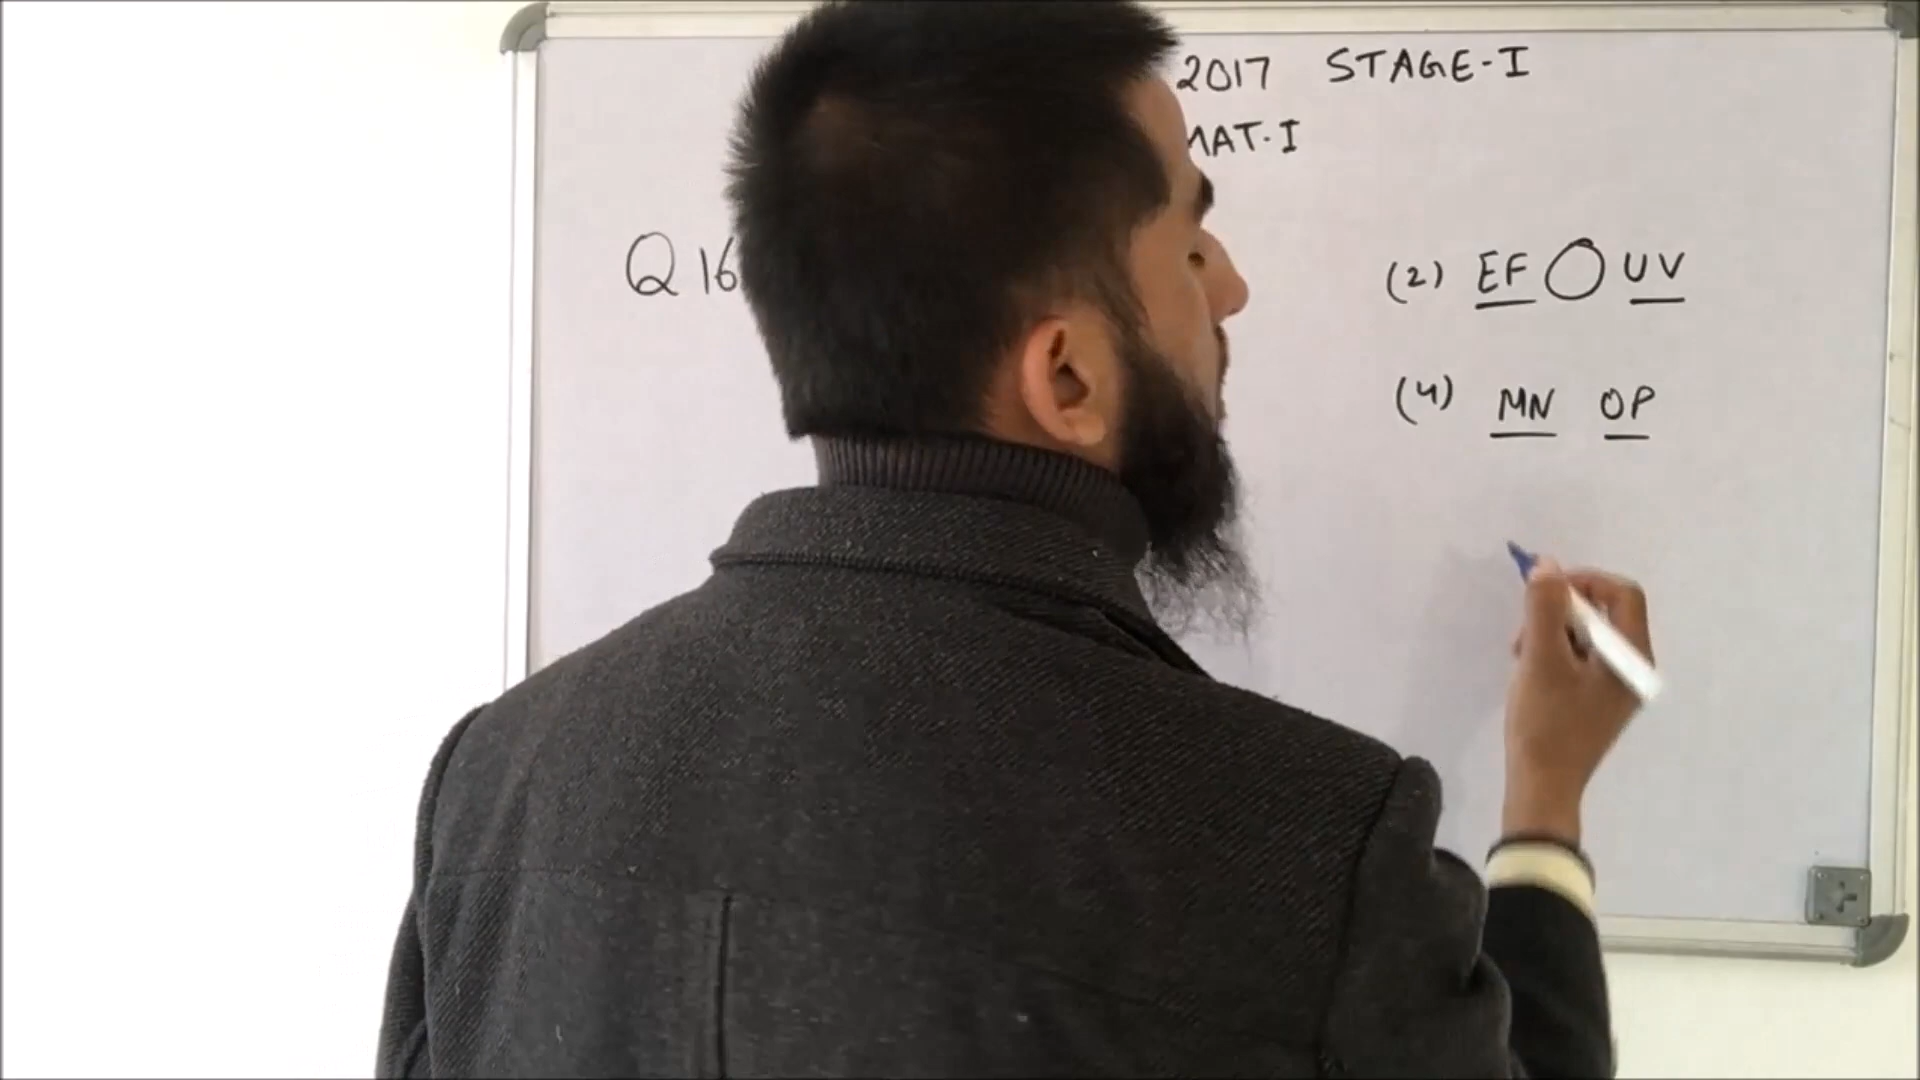 2017 STAGE-I
MAT-I
Q 16 (2) EF O UV
(4) MN OP